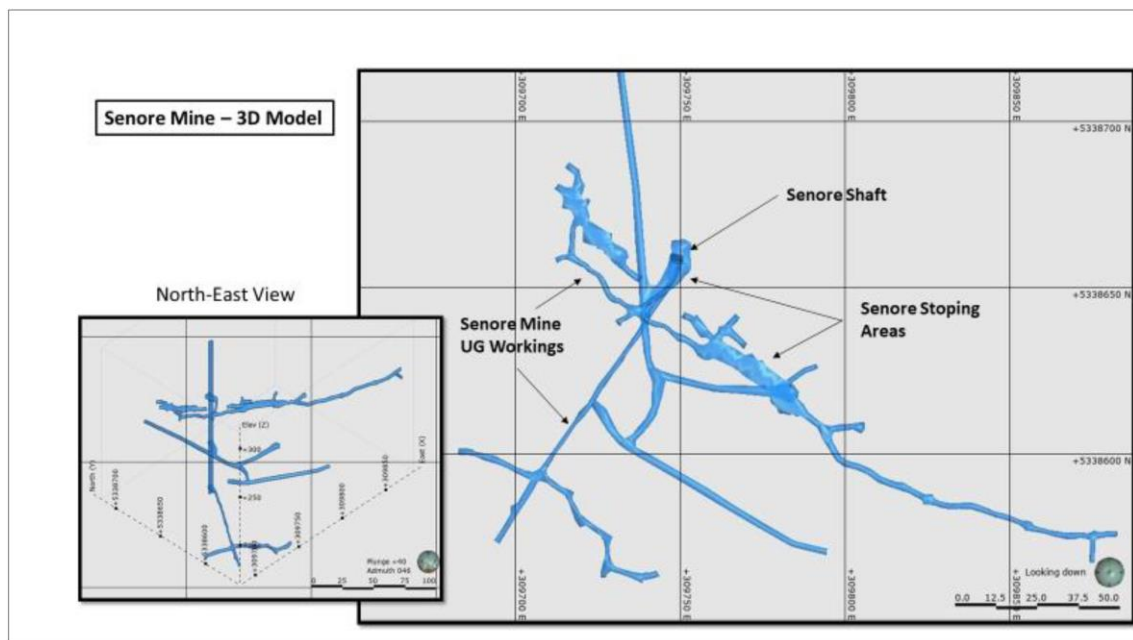 Senore Mine – 3D Model
+309700 E
+309750 E
+309800 E
+309850 E
+5338700 N
Senore Shaft
+5338650 N
Senore Mine
UG Workings
Senore Stoping
Areas
+5338600 N
Looking down
+309700 E
+309750 E
+309800 E
+309850 E
0.0 12.5 25.0 37.5 50.0
North-East View
Elev (Z)
+300
+250
North (Y)
East (X)
+5338700
+5338650
+5338600
+309750
+309800
+309850
Plunge +40
Azimuth 046
0 25 50 75 100